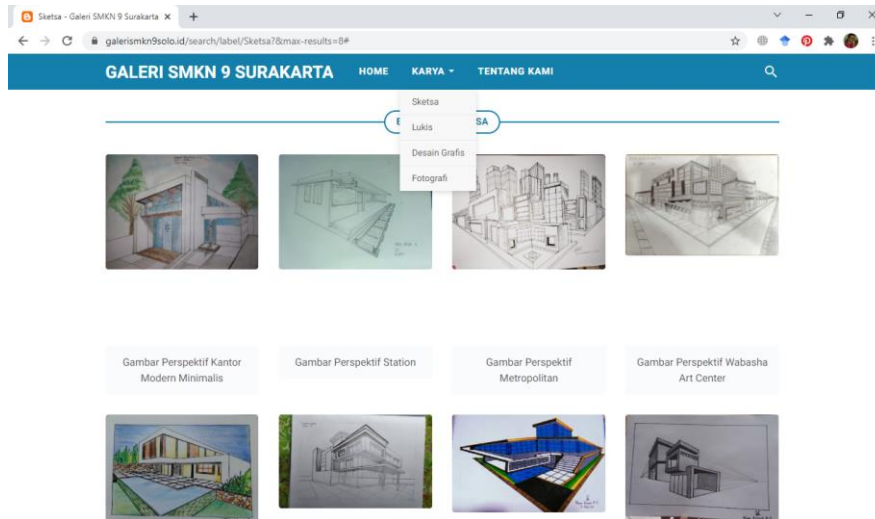 Sketsa - Galeri SMKN 9 Surakarta
galerismkn9solo.id/search/label/Sketsa?&max-results=8#
GALERI SMKN 9 SURAKARTA HOME KARYA TENTANG KAMI
Sketsa
SA
Lukis
Desain Grafis
Fotografi
Gambar Perspektif Kantor
Modern Minimalis
Gambar Perspektif Station
Gambar Perspektif
Metropolitan
Gambar Perspektif Wabasha
Art Center